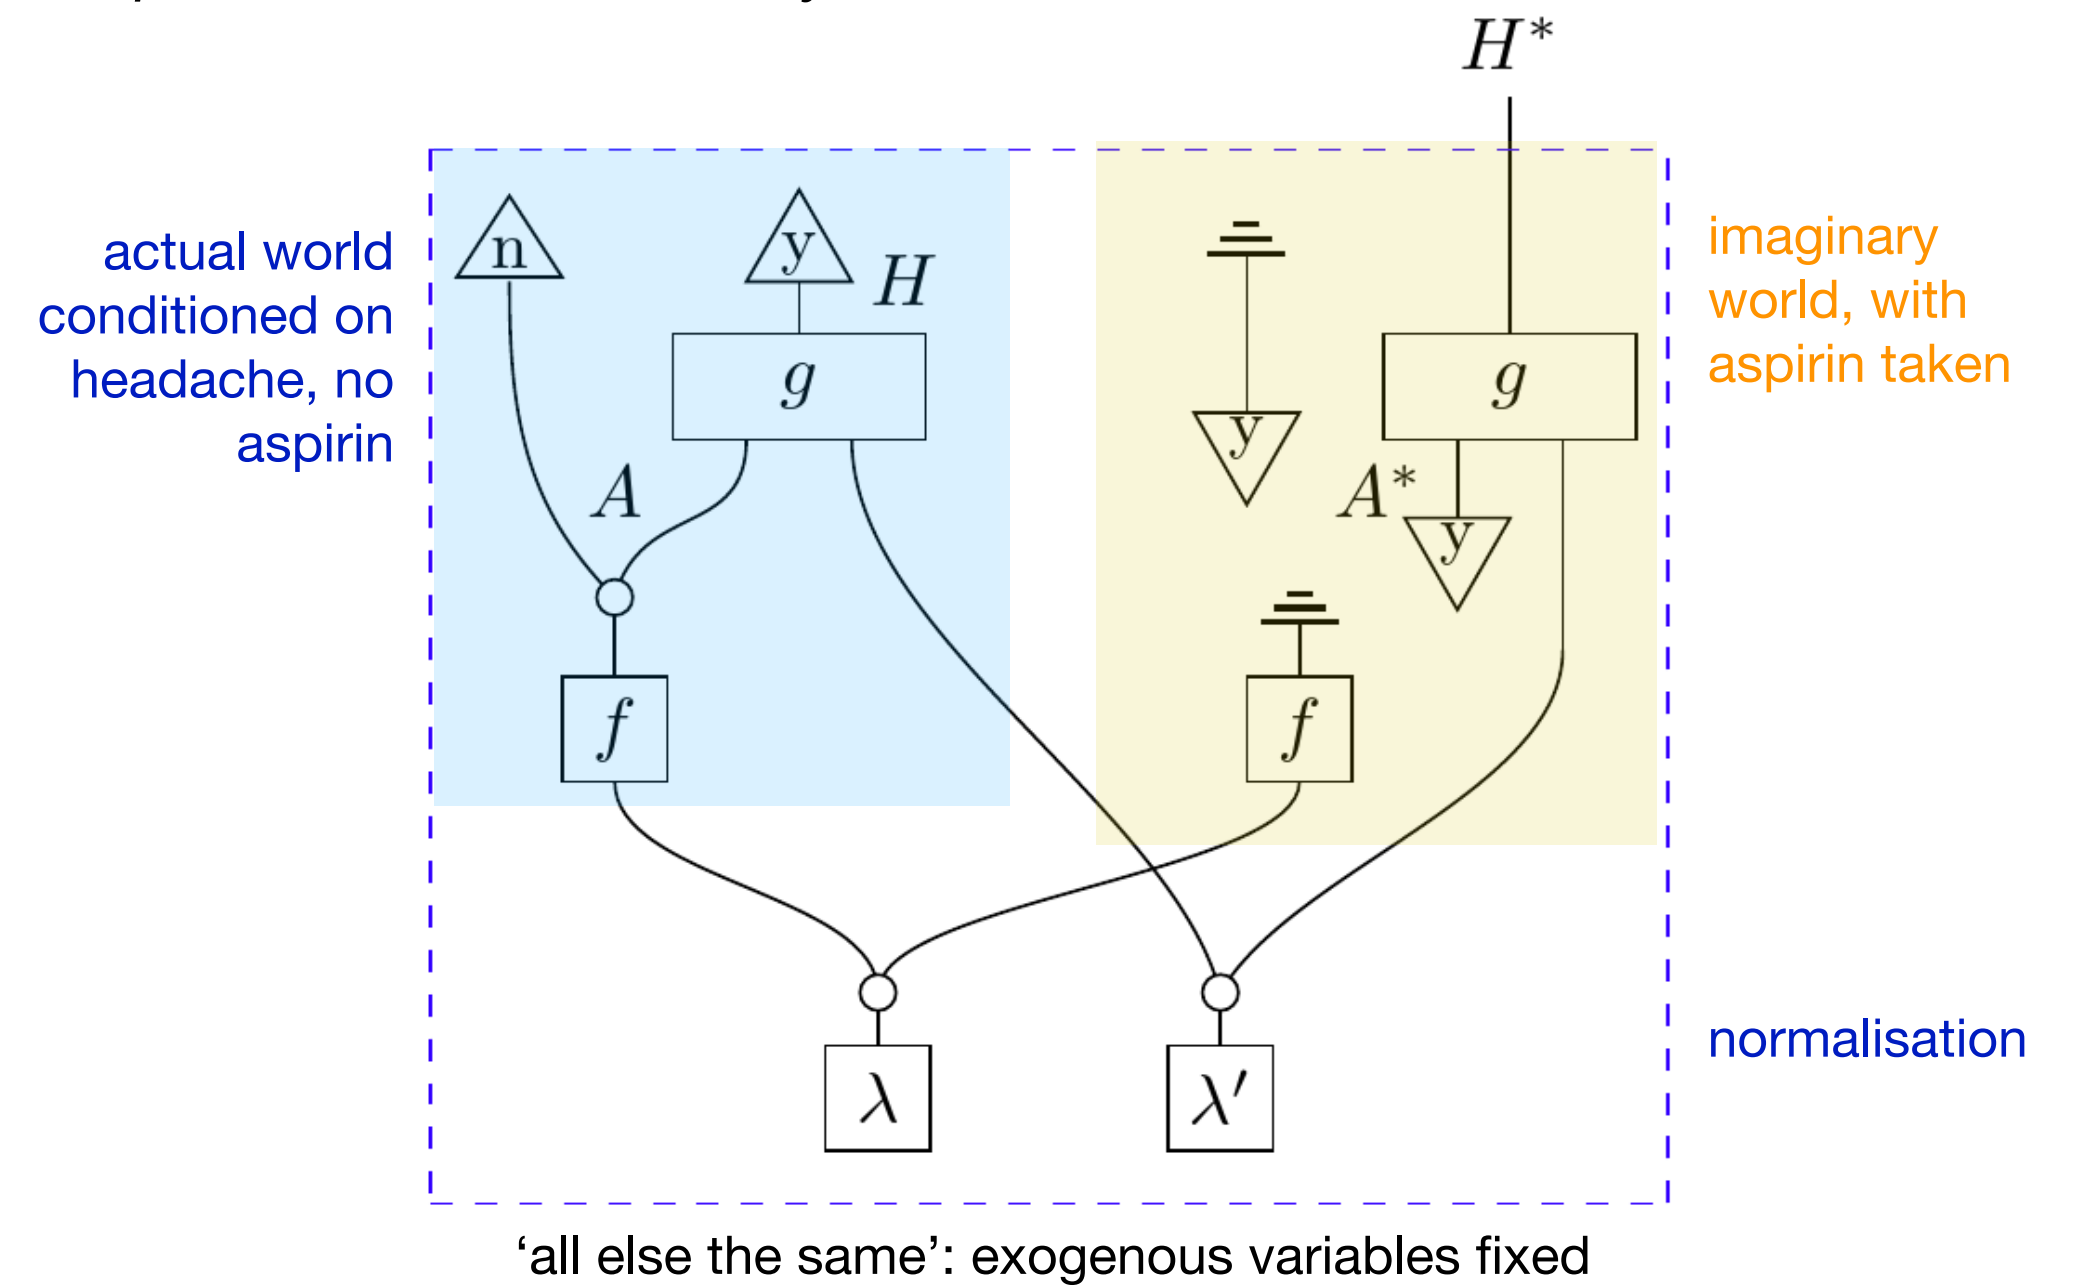 H*
actual world
conditioned on
headache, no
aspirin
n
y
H
g
A
f
y
g
A*
y
f
imaginary
world, with
aspirin taken
λ
λ′
normalisation
‘all else the same’: exogenous variables fixed